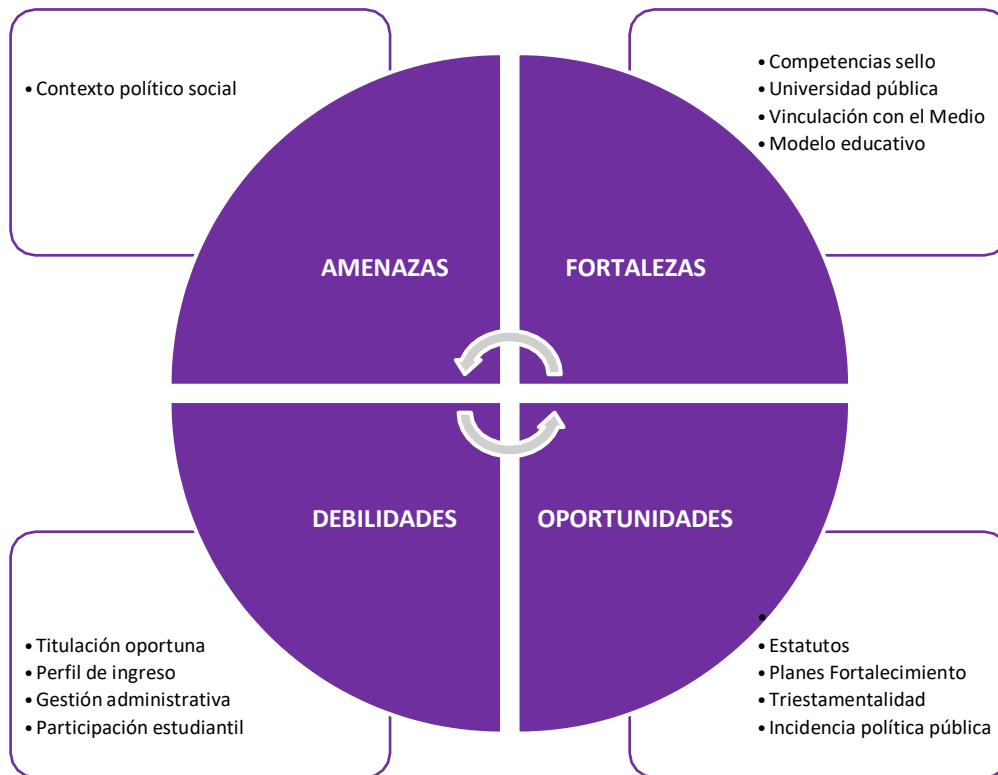 • Contexto político social
• Competencias sello
• Universidad pública
• Vinculación con el Medio
• Modelo educativo
AMENAZAS
FORTALEZAS
DEBILIDADES
OPORTUNIDADES
• Titulación oportuna
• Perfil de ingreso
• Gestión administrativa
• Participación estudiantil
•
• Estatutos
• Planes Fortalecimiento
• Triestamentalidad
• Incidencia política pública